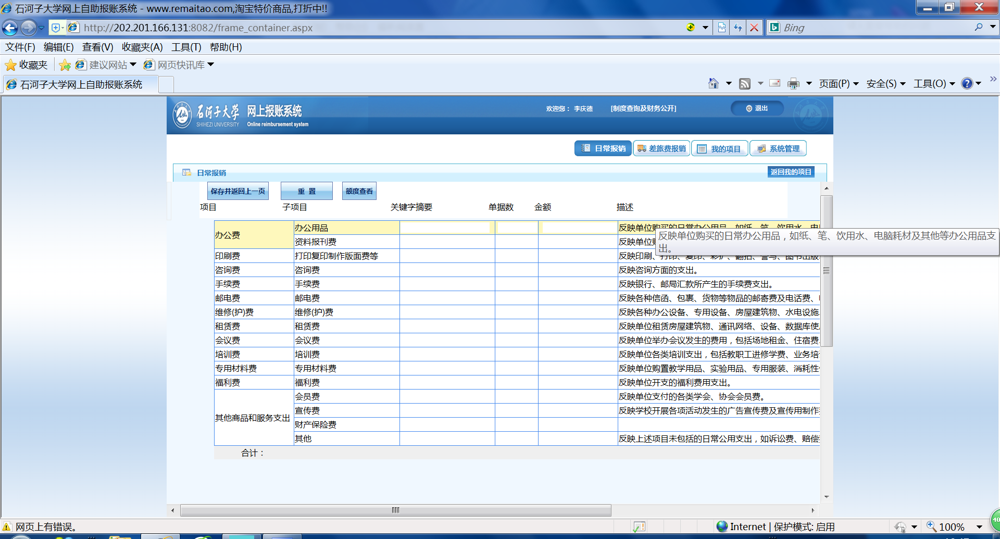 石河子大学网上自助报账系统 - www.remaitao.com,淘宝特价商品,打折中!!
http://202.201.166.131:8082/frame_container.aspx
Bing
文件(F) 编辑(E) 查看(V) 收藏夹(A) 工具(T) 帮助(H)
收藏夹 建议网站 网页快讯库
石河子大学网上自助报账系统
页面(P) 安全(S) 工具(O)
石河子大学 网上报账系统
SHIHEZI UNIVERSITY Online reimbursement system
欢迎您： 李庆德 [制度查询及财务公开] 退出
日常报销 差旅费报销 我的项目 系统管理
日常报销 返回我的项目
保存并返回上一页 重 置 额度查看
项目 子项目 关键字摘要 单据数 金额 描述
办公费 办公用品 反映单位购买的日常办公用品，如纸、笔、饮用水、电
反映单位购买的日常办公用品，如纸、笔、饮用水、电脑耗材及其他等办公用品支
出。
资料报刊费 反映单位
印刷费 打印复印制作版面费等 反映印刷、打印、复印、彩扩、翻拍、誊写、图书出版
咨询费 咨询费 反映咨询方面的支出。
手续费 手续费 反映银行、邮局汇款所产生的手续费支出。
邮电费 邮电费 反映各种信函、包裹、货物等物品的邮寄费及电话费、
维修(护)费 维修(护)费 反映各种办公设备、专用设备、房屋建筑物、水电设施
租赁费 租赁费 反映单位租赁房屋建筑物、通讯网络、设备、数据库使
会议费 会议费 反映单位举办会议发生的费用，包括场地租金、住宿费
培训费 培训费 反映单位各类培训支出，包括教职工进修学费、业务培
专用材料费 专用材料费 反映单位购置教学用品、实验用品、专用服装、消耗性
福利费 福利费 反映单位开支的福利费用支出。
其他商品和服务支出 会员费 反映单位支付的各类学会、协会会员费。
宣传费 反映学校开展各项活动发生的广告宣传费及宣传用制作
财产保险费
其他 反映上述项目未包括的日常公用支出，如诉讼费、赔偿
合计：
网页上有错误。 Internet | 保护模式: 启用 100%
40